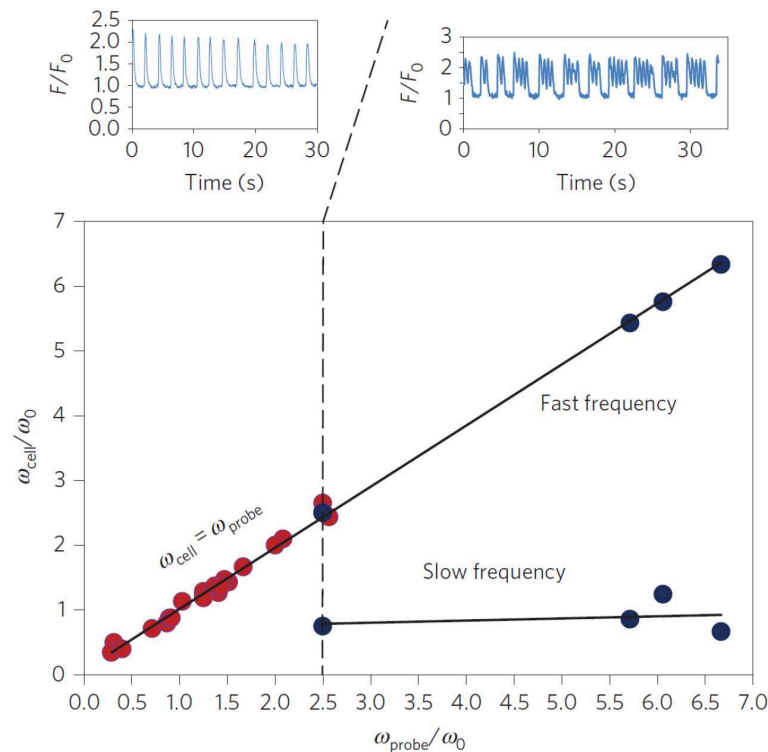 F/F0
2.5
2.0
1.5
1.0
0.5
0.0
0 10 20 30
Time (s)
F/F0
3
2
1
0
0 10 20 30
Time (s)
ωcell/ω0
7
6
5
4
3
2
1
0
Fast frequency
ωcell = ωprobe
Slow frequency
0.0 0.5 1.0 1.5 2.0 2.5 3.0 3.5 4.0 4.5 5.0 5.5 6.0 6.5 7.0
ωprobe/ω0